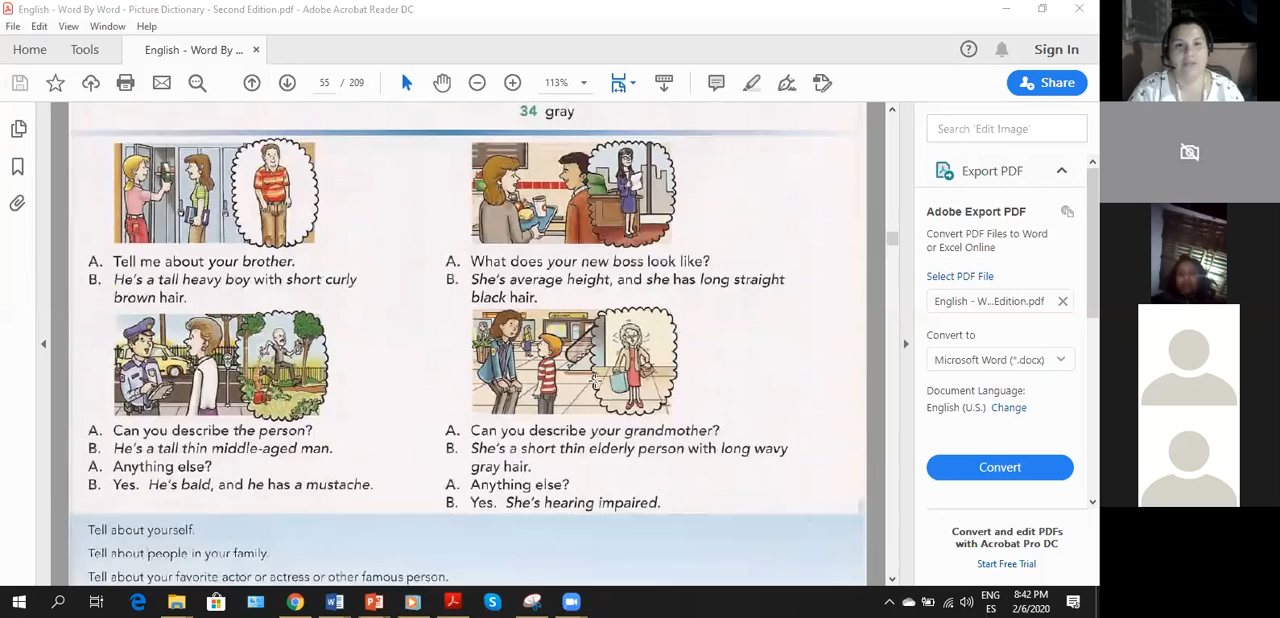 English - Word By Word - Picture Dictionary - Second Edition.pdf - Adobe Acrobat Reader DC
File Edit View Window Help
Home Tools English - Word By ... × Sign In
55 / 209 113% Share
34 gray
A. Tell me about your brother.
B. He's a tall heavy boy with short curly
brown hair.
A. What does your new boss look like?
B. She's average height, and she has long straight
black hair.
A. Can you describe the person?
B. He's a tall thin middle-aged man.
A. Anything else?
B. Yes. He's bald, and he has a mustache.
A. Can you describe your grandmother?
B. She's a short thin elderly person with long wavy
gray hair.
A. Anything else?
B. Yes. She's hearing impaired.
Tell about yourself.
Tell about people in your family.
Tell about your favorite actor or actress or other famous person.
Search 'Edit Image'
Export PDF
Adobe Export PDF
Convert PDF Files to Word
or Excel Online
Select PDF File
English - W...Edition.pdf
Convert to
Microsoft Word (*.docx)
Document Language:
English (U.S.) Change
Convert
Convert and edit PDFs
with Acrobat Pro DC
Start Free Trial
ENG
ES
8:42 PM
2/6/2020